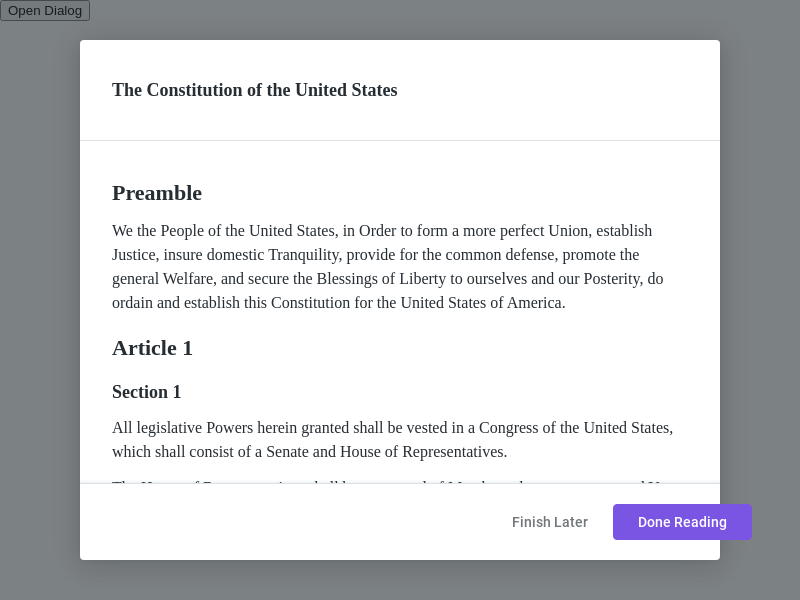 Open Dialog
The Constitution of the United States
Preamble
We the People of the United States, in Order to form a more perfect Union, establish
Justice, insure domestic Tranquility, provide for the common defense, promote the
general Welfare, and secure the Blessings of Liberty to ourselves and our Posterity, do
ordain and establish this Constitution for the United States of America.
Article 1
Section 1
All legislative Powers herein granted shall be vested in a Congress of the United States,
which shall consist of a Senate and House of Representatives.
Finish Later
Done Reading